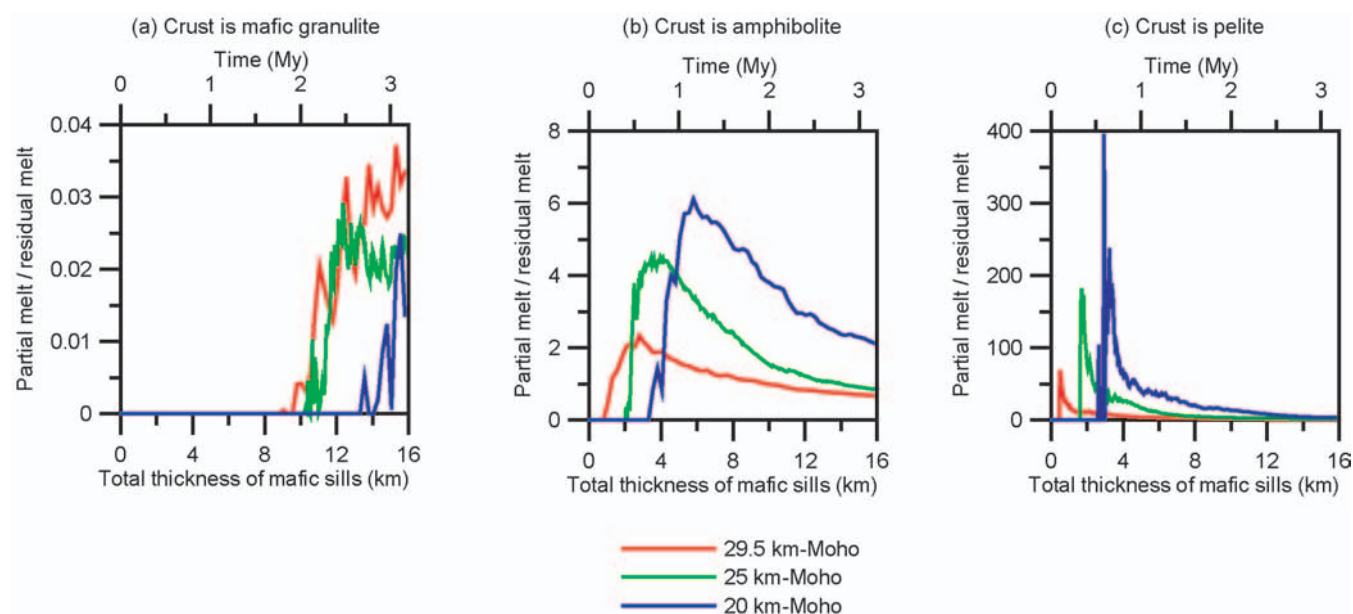 (a) Crust is mafic granulite
Time (My)
0 1 2 3
0.04
0.03
0.02
0.01
0
Partial melt / residual melt
0 4 8 12 16
Total thickness of mafic sills (km)
(b) Crust is amphibolite
Time (My)
0 1 2 3
8
6
4
2
0
Partial melt / residual melt
0 4 8 12 16
Total thickness of mafic sills (km)
(c) Crust is pelite
Time (My)
0 1 2 3
400
300
200
100
0
Partial melt / residual melt
0 4 8 12 16
Total thickness of mafic sills (km)
29.5 km-Moho
25 km-Moho
20 km-Moho